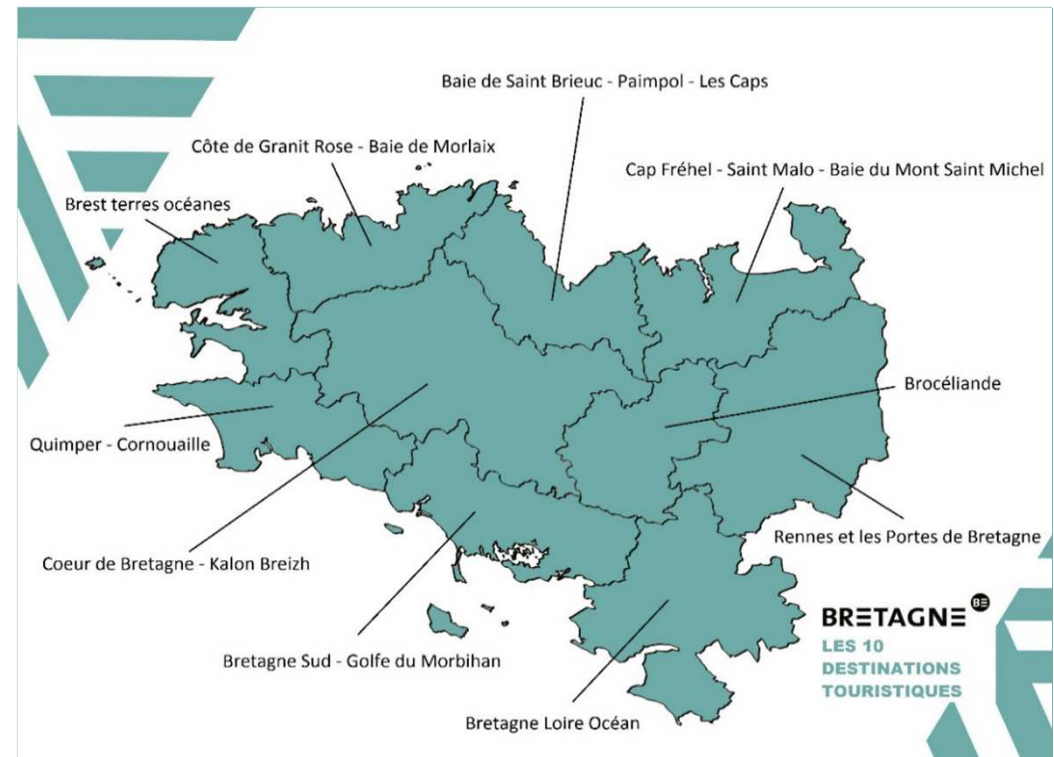 Baie de Saint Brieuc - Paimpol - Les Caps
Côte de Granit Rose - Baie de Morlaix
Cap Fréhel - Saint Malo - Baie du Mont Saint Michel
Brest terres océanes
Brocéliande
Quimper - Cornouaille
Rennes et les Portes de Bretagne
Coeur de Bretagne - Kalon Breizh
BRETAGNE BE
LES 10
DESTINATIONS
TOURISTIQUES
Bretagne Sud - Golfe du Morbihan
Bretagne Loire Océan